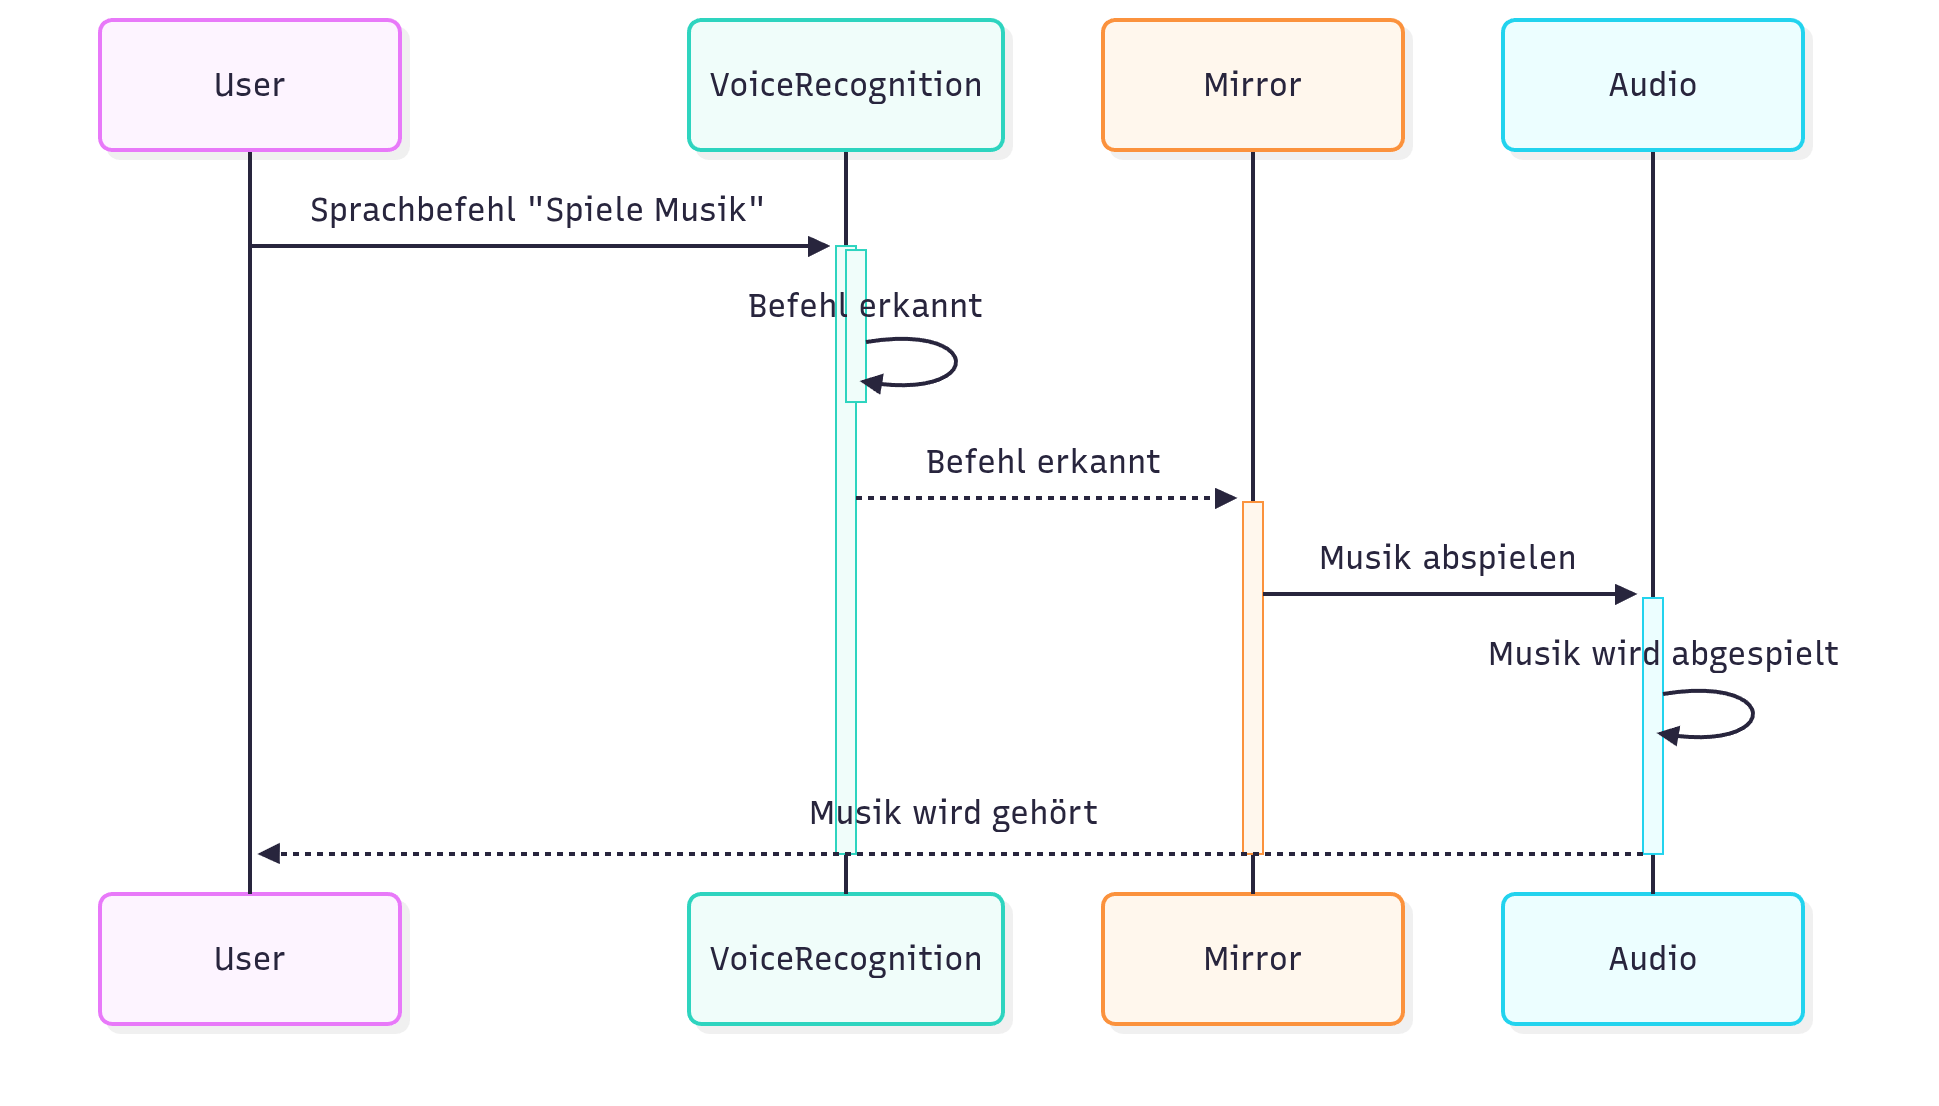 User
VoiceRecognition
Mirror
Audio
Sprachbefehl "Spiele Musik"
Befehl erkannt
Befehl erkannt
Musik abspielen
Musik wird abgespielt
Musik wird gehört
User
VoiceRecognition
Mirror
Audio